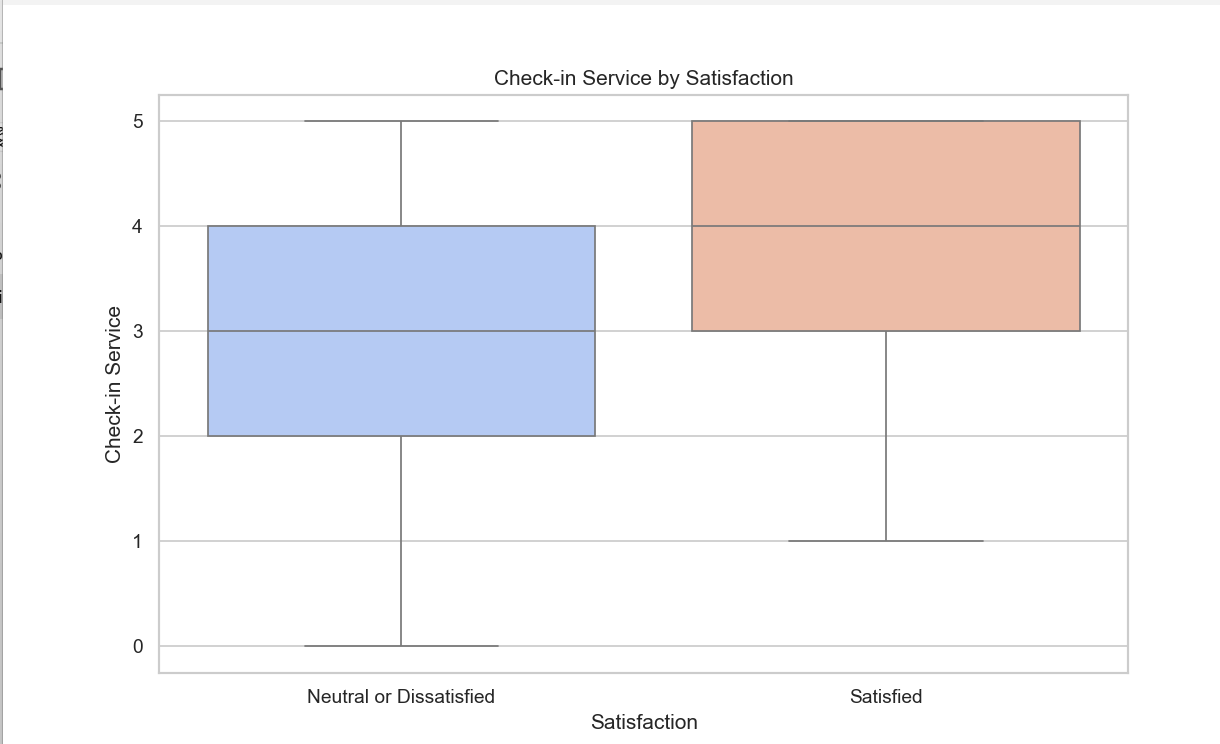 Check-in Service by Satisfaction
5
4
3
2
1
0
Check-in Service
Neutral or Dissatisfied
Satisfied
Satisfaction